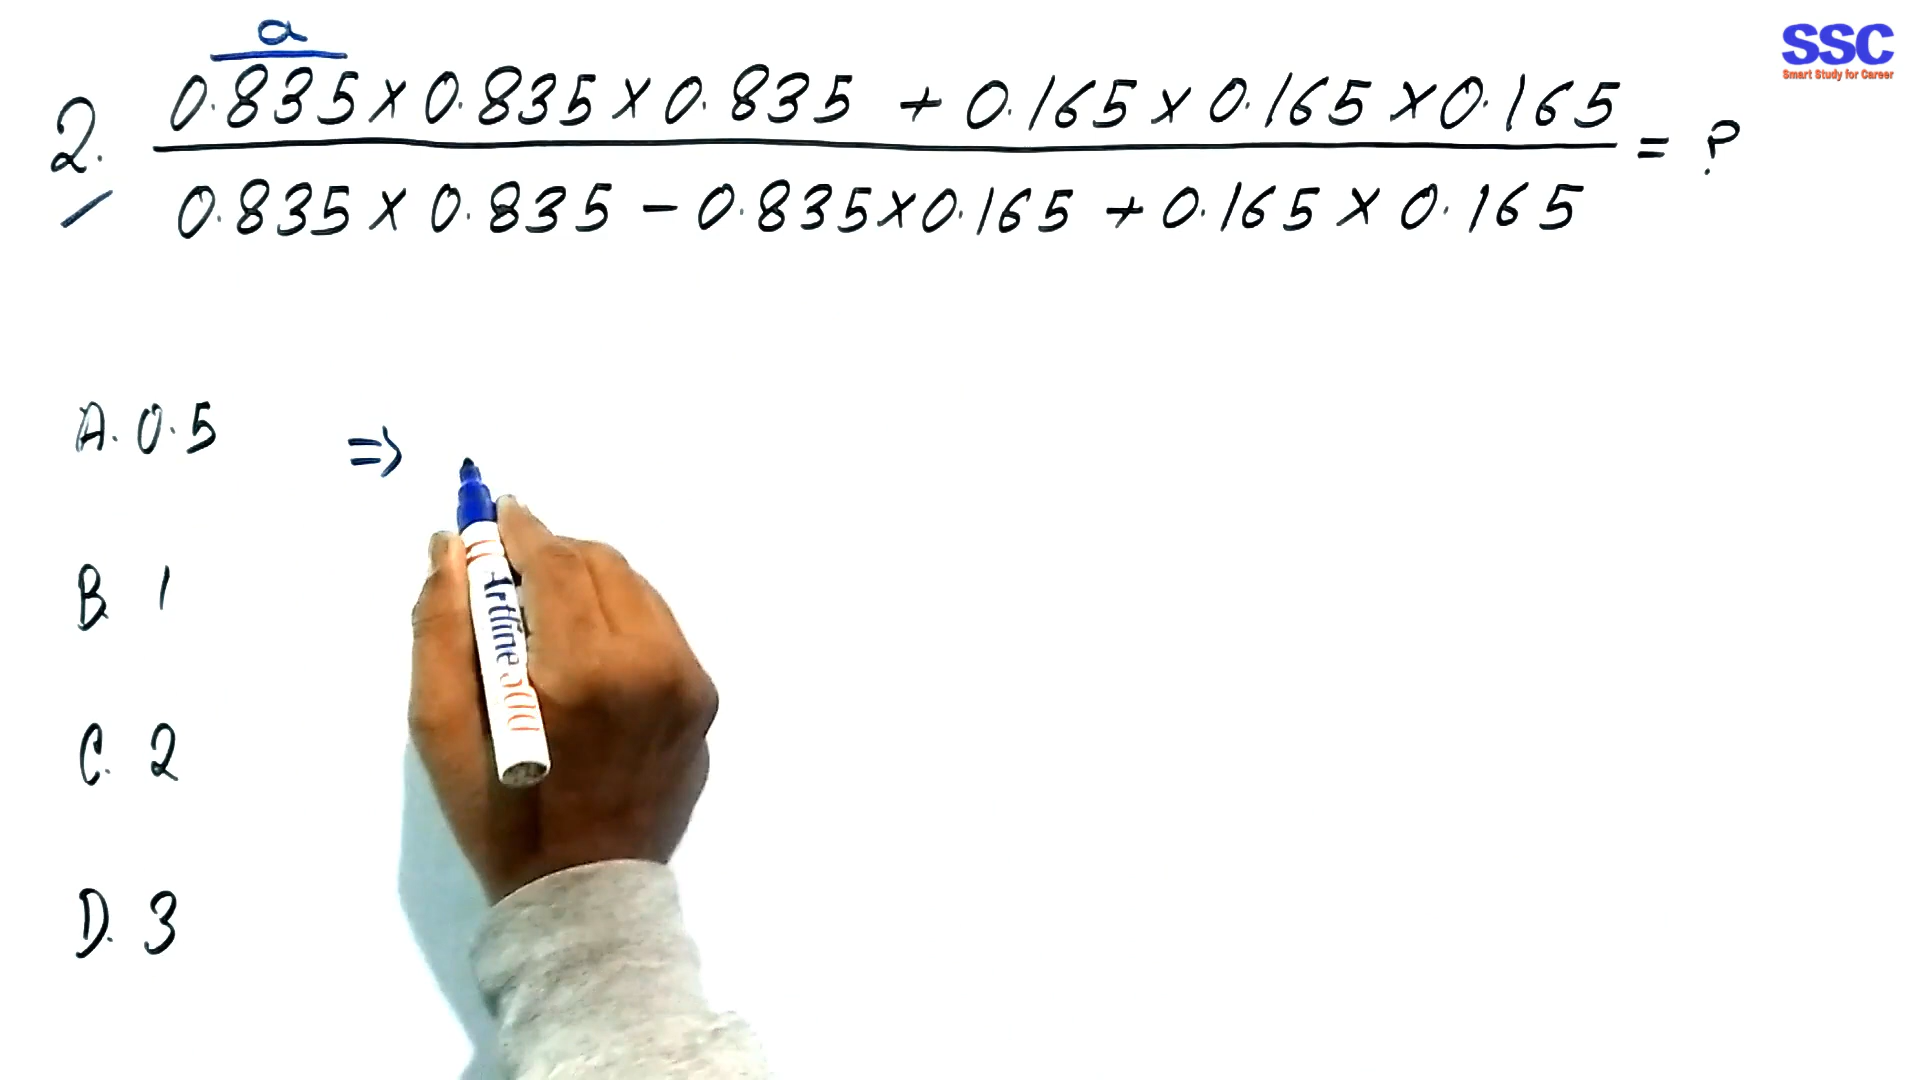 a
SSC
Smart Study for Career
2. 0.835 × 0.835 × 0.835 + 0.165 × 0.165 × 0.165
= ?
0.835 × 0.835 - 0.835 × 0.165 + 0.165 × 0.165
A. 0.5 ⇒
B. 1
C. 2
D. 3
Artline